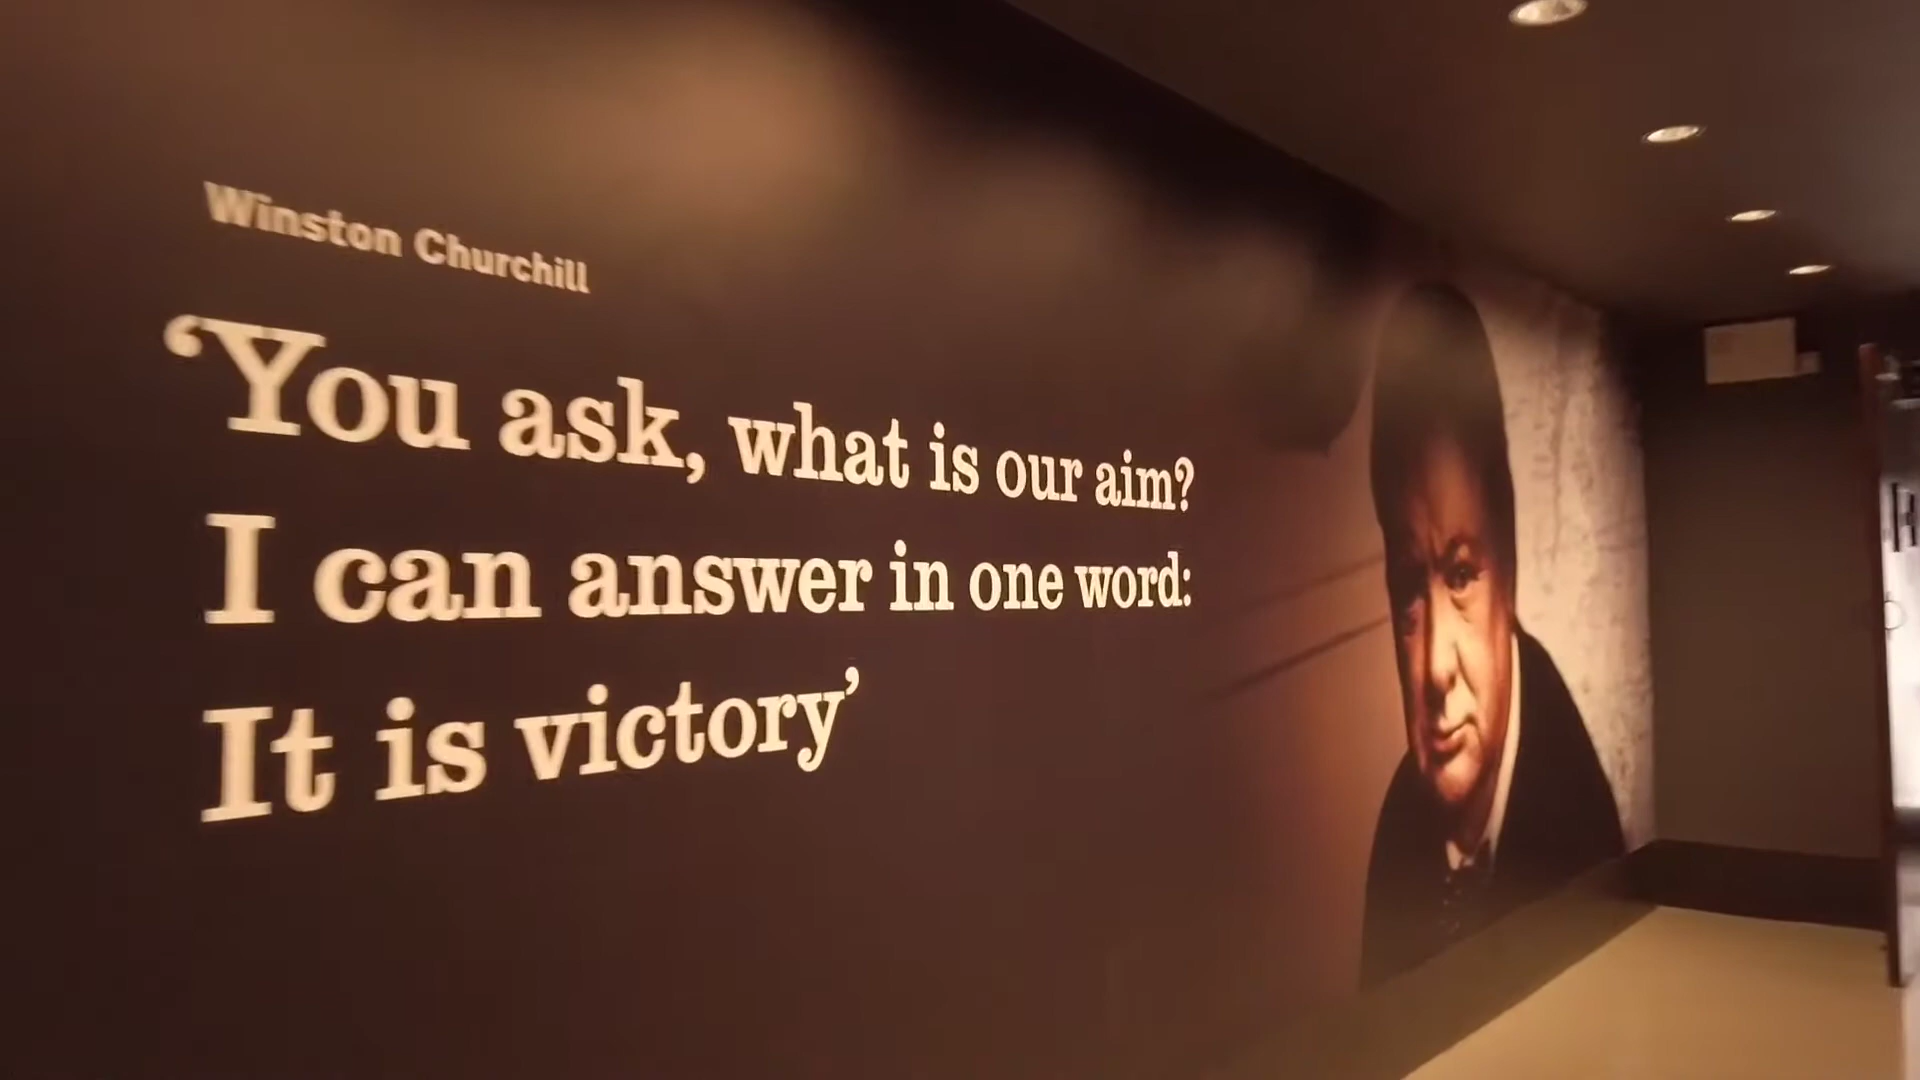 Winston Churchill
‘You ask, what is our aim?
I can answer in one word:
It is victory’